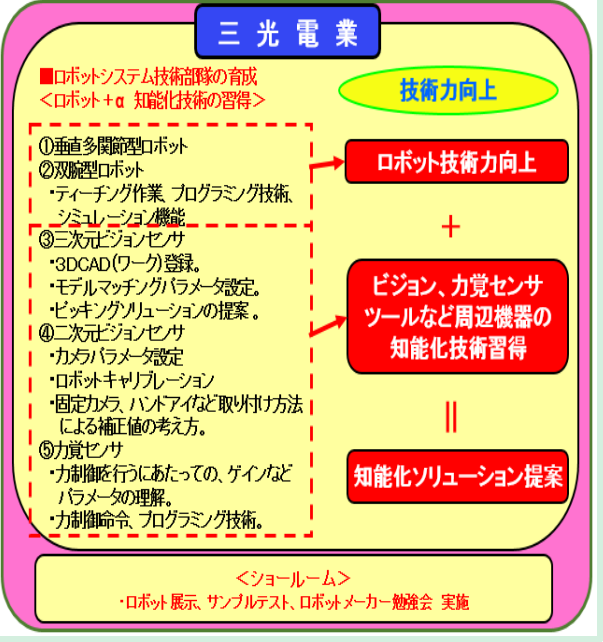 三光電業
■ロボットシステム技術部隊の育成
＜ロボット＋α 知能化技術の習得＞
技術力向上
①垂直多関節型ロボット
②双腕型ロボット
・ティーチング作業、プログラミング技術、
シミュレーション機能
ロボット技術力向上
＋
③三次元ビジョンセンサ
・3DCAD(ワーク)登録。
・モデルマッチングパラメータ設定。
・ピッキングソリューションの提案。
④二次元ビジョンセンサ
・カメラパラメータ設定
・ロボットキャリブレーション
・固定カメラ、ハンドアイなど取り付け方法
による補正値の考え方。
⑤力覚センサ
・力制御を行うにあたっての、ゲインなど
パラメータの理解。
・力制御命令、プログラミング技術。
ビジョン、力覚センサ
ツールなど周辺機器の
知能化技術習得
＝
知能化ソリューション提案
＜ショールーム＞
・ロボット展示、サンプルテスト、ロボットメーカー勉強会 実施